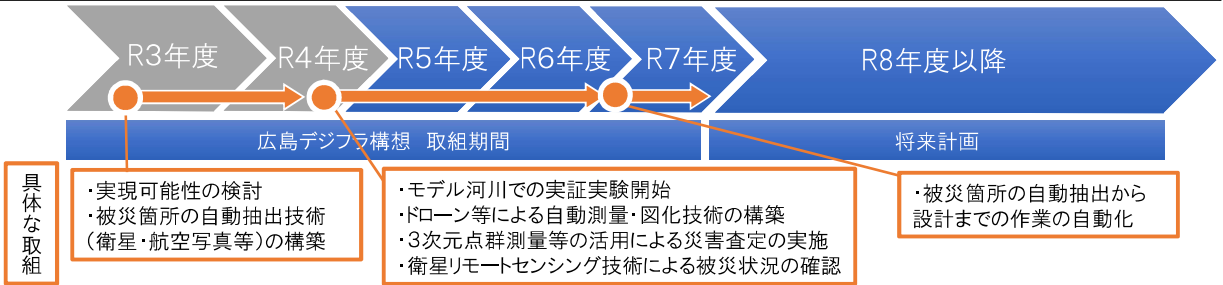 R3年度
R4年度
R5年度
R6年度
R7年度
R8年度以降
広島デジフラ構想 取組期間
将来計画
具体な取組
・実現可能性の検討
・被災箇所の自動抽出技術
(衛星・航空写真等)の構築
・モデル河川での実証実験開始
・ドローン等による自動測量・図化技術の構築
・3次元点群測量等の活用による災害査定の実施
・衛星リモートセンシング技術による被災状況の確認
・被災箇所の自動抽出から
設計までの作業の自動化